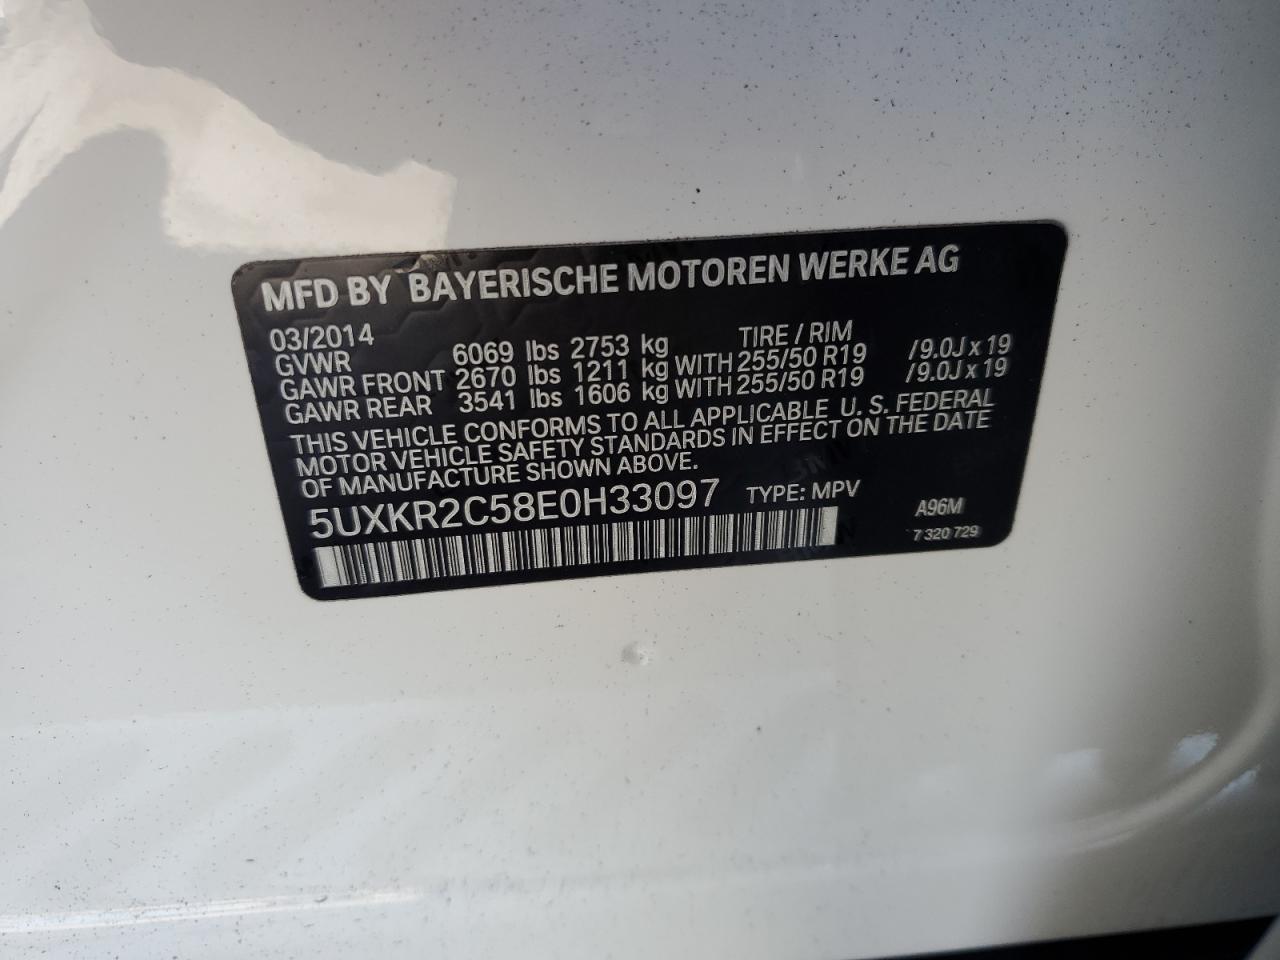 MFD BY BAYERISCHE MOTOREN WERKE AG
03/2014 TIRE / RIM
GVWR 6069 lbs 2753 kg
GAWR FRONT 2670 lbs 1211 kg WITH 255/50 R19 /9.0J x 19
GAWR REAR 3541 lbs 1606 kg WITH 255/50 R19 /9.0J x 19
THIS VEHICLE CONFORMS TO ALL APPLICABLE U. S. FEDERAL
MOTOR VEHICLE SAFETY STANDARDS IN EFFECT ON THE DATE
OF MANUFACTURE SHOWN ABOVE.
5UXKR2C58E0H33097 TYPE: MPV A96M
7 320 729